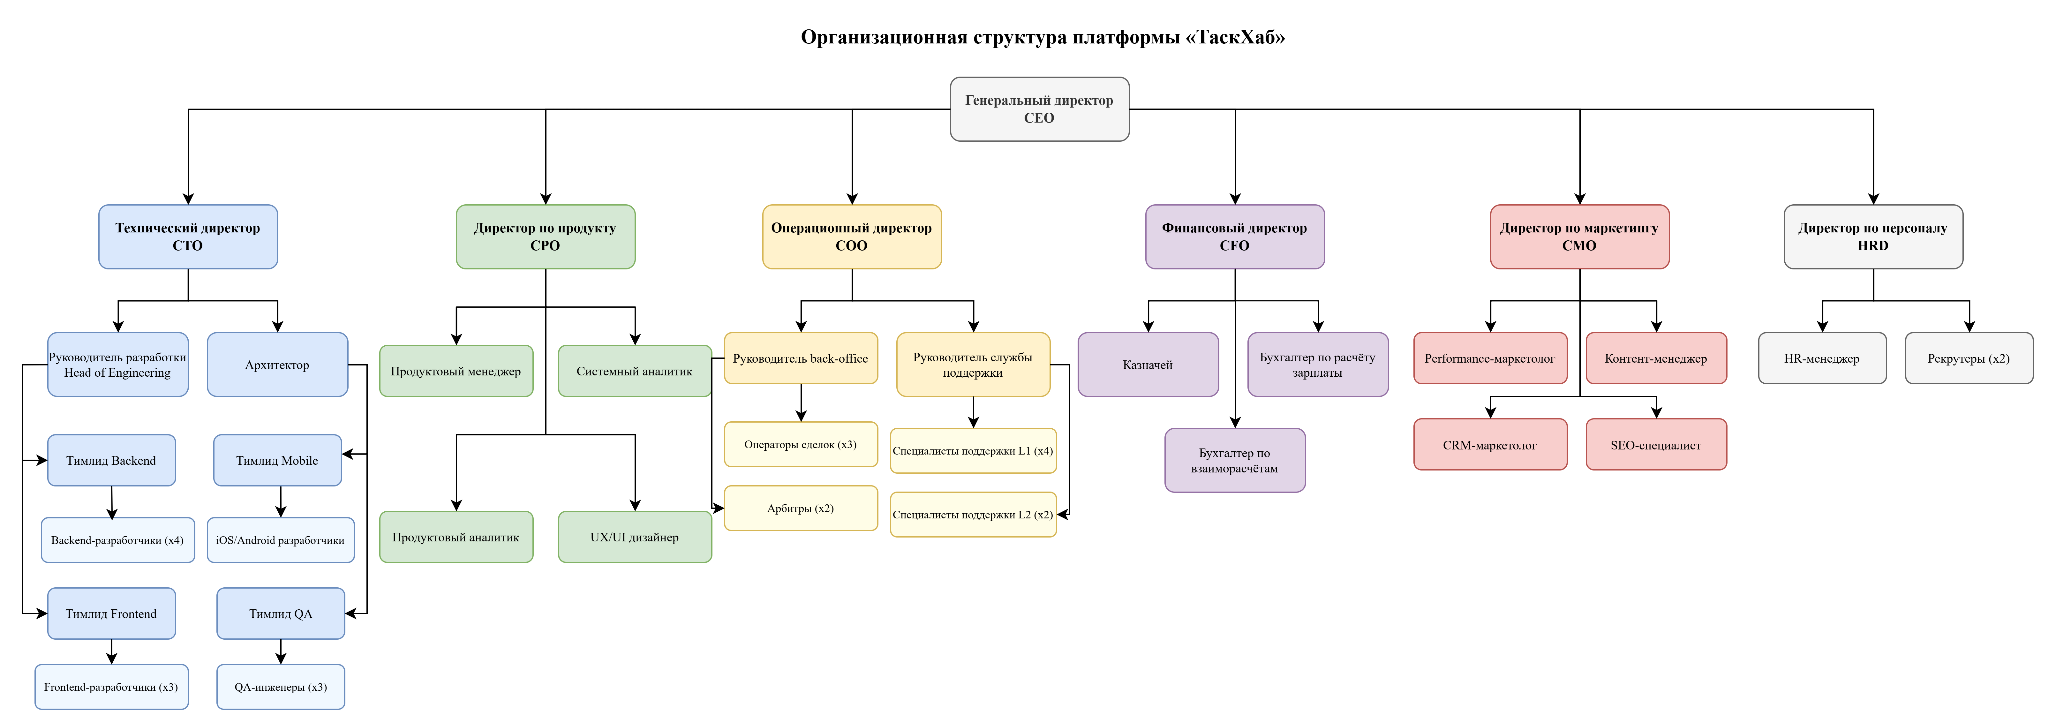 Организационная структура платформы «ТаскХаб»
Генеральный директор
CEO
Технический директор
CTO
Директор по продукту
CPO
Операционный директор
COO
Финансовый директор
CFO
Директор по маркетингу
CMO
Директор по персоналу
HRD
Руководитель разработки
Head of Engineering
Архитектор
Продуктовый менеджер
Системный аналитик
Руководитель back-office
Руководитель службы
поддержки
Казначей
Бухгалтер по расчёту
зарплаты
Performance-маркетолог
Контент-менеджер
HR-менеджер
Рекрутеры (x2)
Тимлид Backend
Тимлид Mobile
Операторы сделок (x3)
Специалисты поддержки L1 (x4)
Бухгалтер по
взаиморасчётам
CRM-маркетолог
SEO-специалист
Backend-разработчики (x4)
iOS/Android разработчики
Продуктовый аналитик
UX/UI дизайнер
Арбитры (x2)
Специалисты поддержки L2 (x2)
Тимлид Frontend
Тимлид QA
Frontend-разработчики (x3)
QA-инженеры (x3)